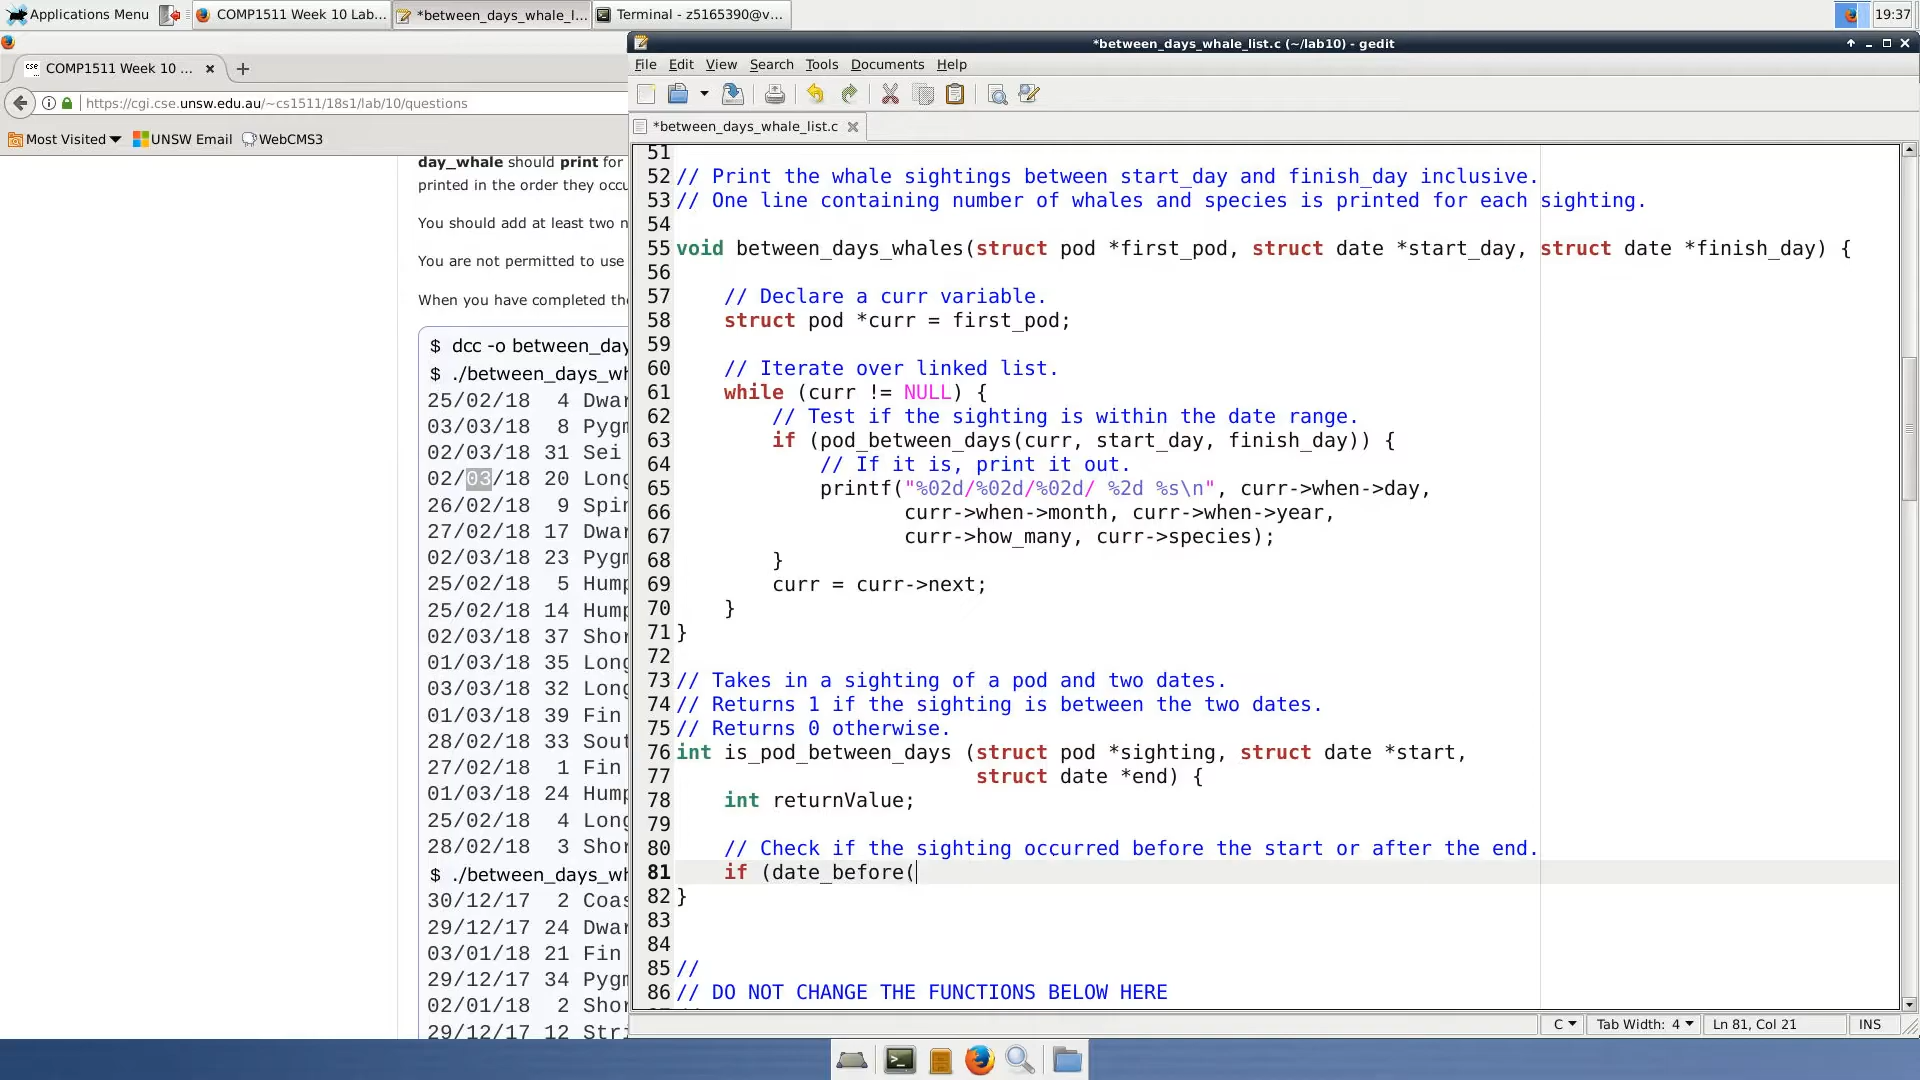 Applications Menu
COMP1511 Week 10 Lab...
*between_days_whale_l...
Terminal - z5165390@v...
19:37
COMP1511 Week 10 ...
https://cgi.cse.unsw.edu.au/~cs1511/18s1/lab/10/questions
Most Visited
UNSW Email
WebCMS3
day_whale should print for
printed in the order they occu
You should add at least two n
You are not permitted to use
When you have completed the
$ dcc -o between_day
$ ./between_days_wh
25/02/18  4 Dwar
03/03/18  8 Pygm
02/03/18 31 Sei
02/03/18 20 Long
26/02/18  9 Spin
27/02/18 17 Dwar
02/03/18 23 Pygm
25/02/18  5 Hump
25/02/18 14 Hump
02/03/18 37 Shor
01/03/18 35 Long
03/03/18 32 Long
01/03/18 39 Fin
28/02/18 33 Sout
27/02/18  1 Fin
01/03/18 24 Hump
25/02/18  4 Long
28/02/18  3 Shor
$ ./between_days_wh
30/12/17  2 Coas
29/12/17 24 Dwar
03/01/18 21 Fin
29/12/17 34 Pygm
02/01/18  2 Shor
29/12/17 12 Stri
*between_days_whale_list.c (~/lab10) - gedit
File Edit View Search Tools Documents Help
*between_days_whale_list.c
51
52 // Print the whale sightings between start_day and finish_day inclusive.
53 // One line containing number of whales and species is printed for each sighting.
54
55 void between_days_whales(struct pod *first_pod, struct date *start_day, struct date *finish_day) {
56
57     // Declare a curr variable.
58     struct pod *curr = first_pod;
59
60     // Iterate over linked list.
61     while (curr != NULL) {
62         // Test if the sighting is within the date range.
63         if (pod_between_days(curr, start_day, finish_day)) {
64             // If it is, print it out.
65             printf("%02d/%02d/%02d/ %2d %s\n", curr->when->day,
66                    curr->when->month, curr->when->year,
67                    curr->how_many, curr->species);
68         }
69         curr = curr->next;
70     }
71 }
72
73 // Takes in a sighting of a pod and two dates.
74 // Returns 1 if the sighting is between the two dates.
75 // Returns 0 otherwise.
76 int is_pod_between_days (struct pod *sighting, struct date *start,
77                          struct date *end) {
78     int returnValue;
79
80     // Check if the sighting occurred before the start or after the end.
81     if (date_before(
82 }
83
84
85 //
86 // DO NOT CHANGE THE FUNCTIONS BELOW HERE
C
Tab Width: 4
Ln 81, Col 21
INS